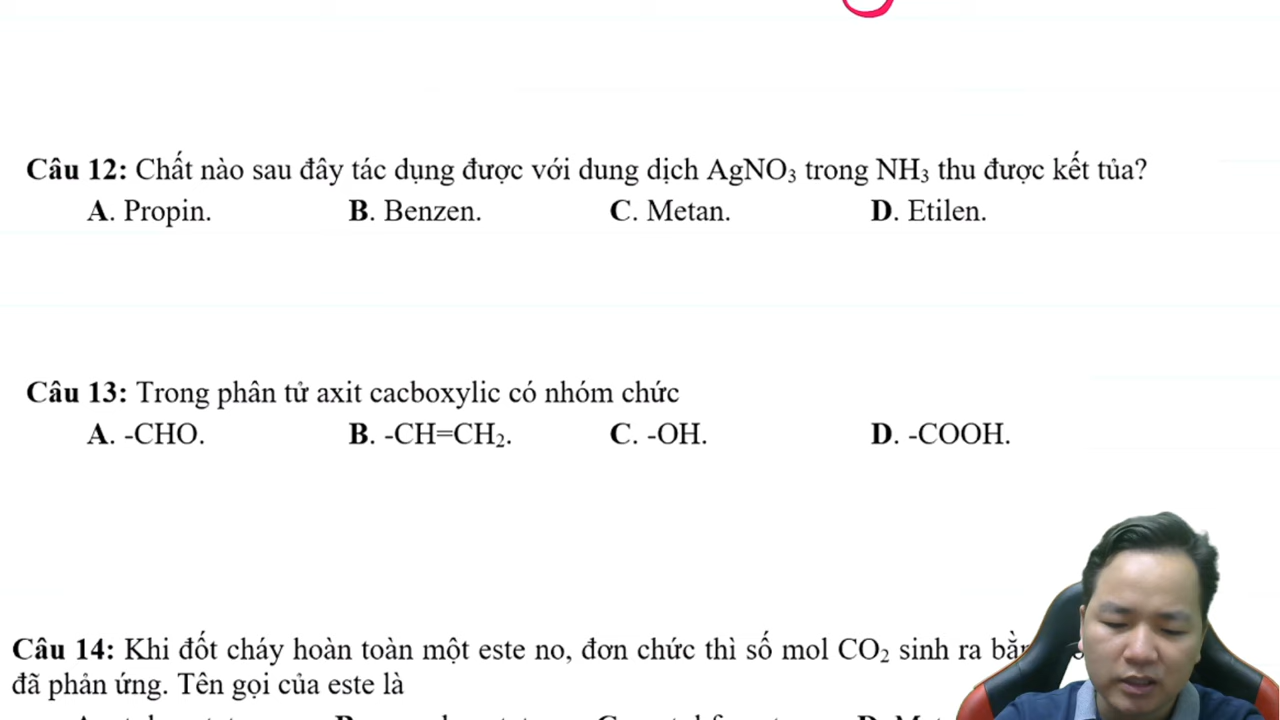 Câu 12: Chất nào sau đây tác dụng được với dung dịch AgNO₃ trong NH₃ thu được kết tủa?
A. Propin. B. Benzen. C. Metan. D. Etilen.
Câu 13: Trong phân tử axit cacboxylic có nhóm chức
A. -CHO. B. -CH=CH₂. C. -OH. D. -COOH.
Câu 14: Khi đốt cháy hoàn toàn một este no, đơn chức thì số mol CO₂ sinh ra
đã phản ứng. Tên gọi của este là